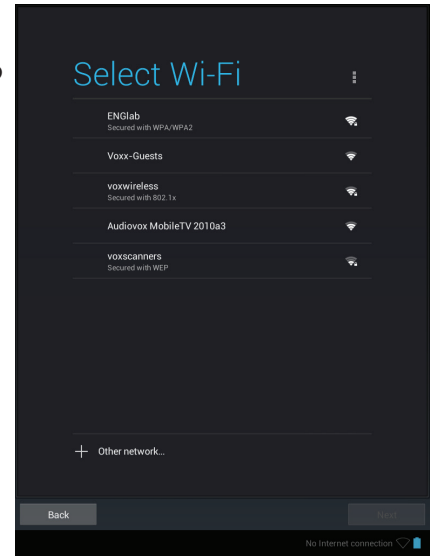 Select Wi-Fi
ENGlab
Secured with WPA/WPA2
Voxx-Guests
voxwireless
Secured with 802.1x
Audiovox MobileTV 2010a3
voxscanners
Secured with WEP
Other network...
Back
Next
No Internet connection